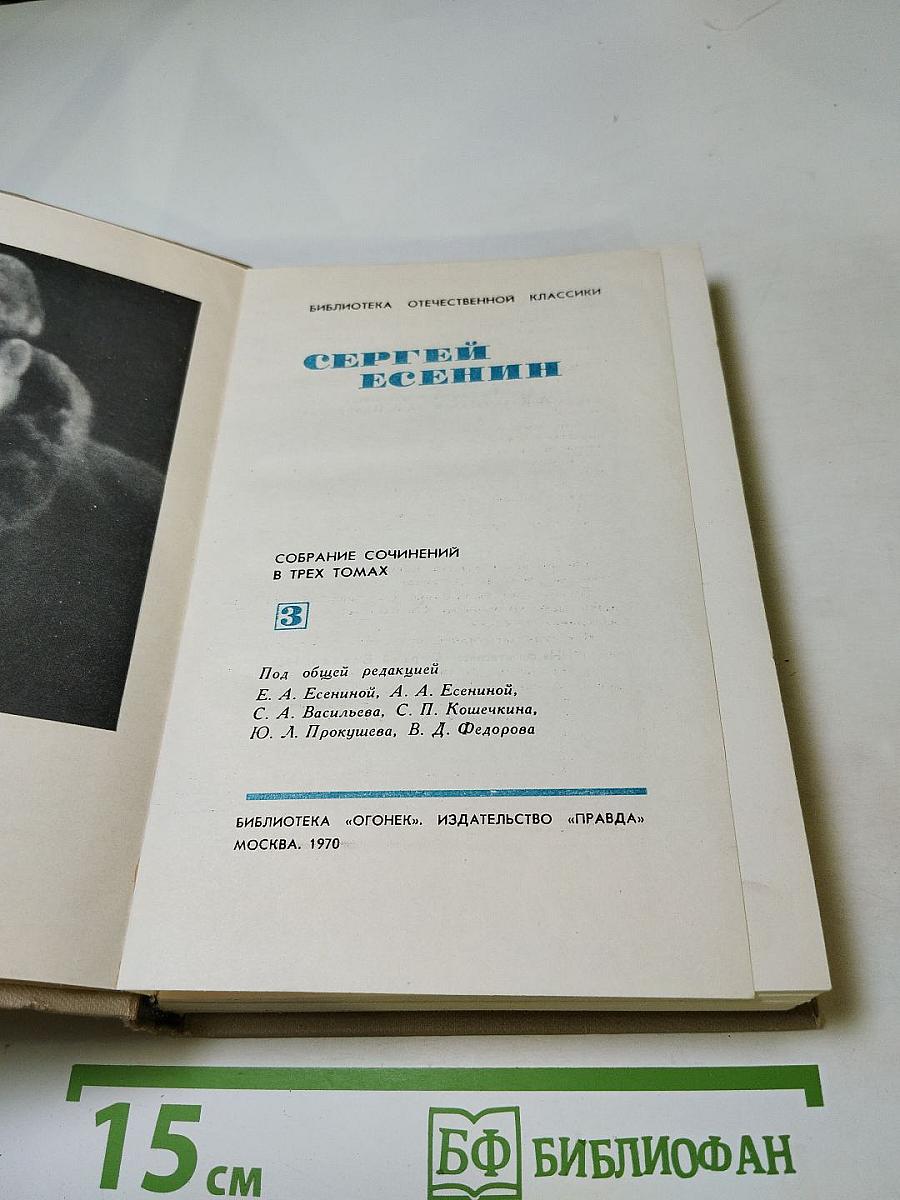 БИБЛИОТЕКА ОТЕЧЕСТВЕННОЙ КЛАССИКИ
СЕРГЕЙ
ЕСЕНИН
СОБРАНИЕ СОЧИНЕНИЙ
В ТРЕХ ТОМАХ
3
Под общей редакцией
Е. А. Есениной, А. А. Есениной,
С. А. Васильева, С. П. Кошечкина,
Ю. Л. Прокушева, В. Д. Федорова
БИБЛИОТЕКА «ОГОНЕК». ИЗДАТЕЛЬСТВО «ПРАВДА»
МОСКВА. 1970
15 см
БФ БИБЛИОФАН